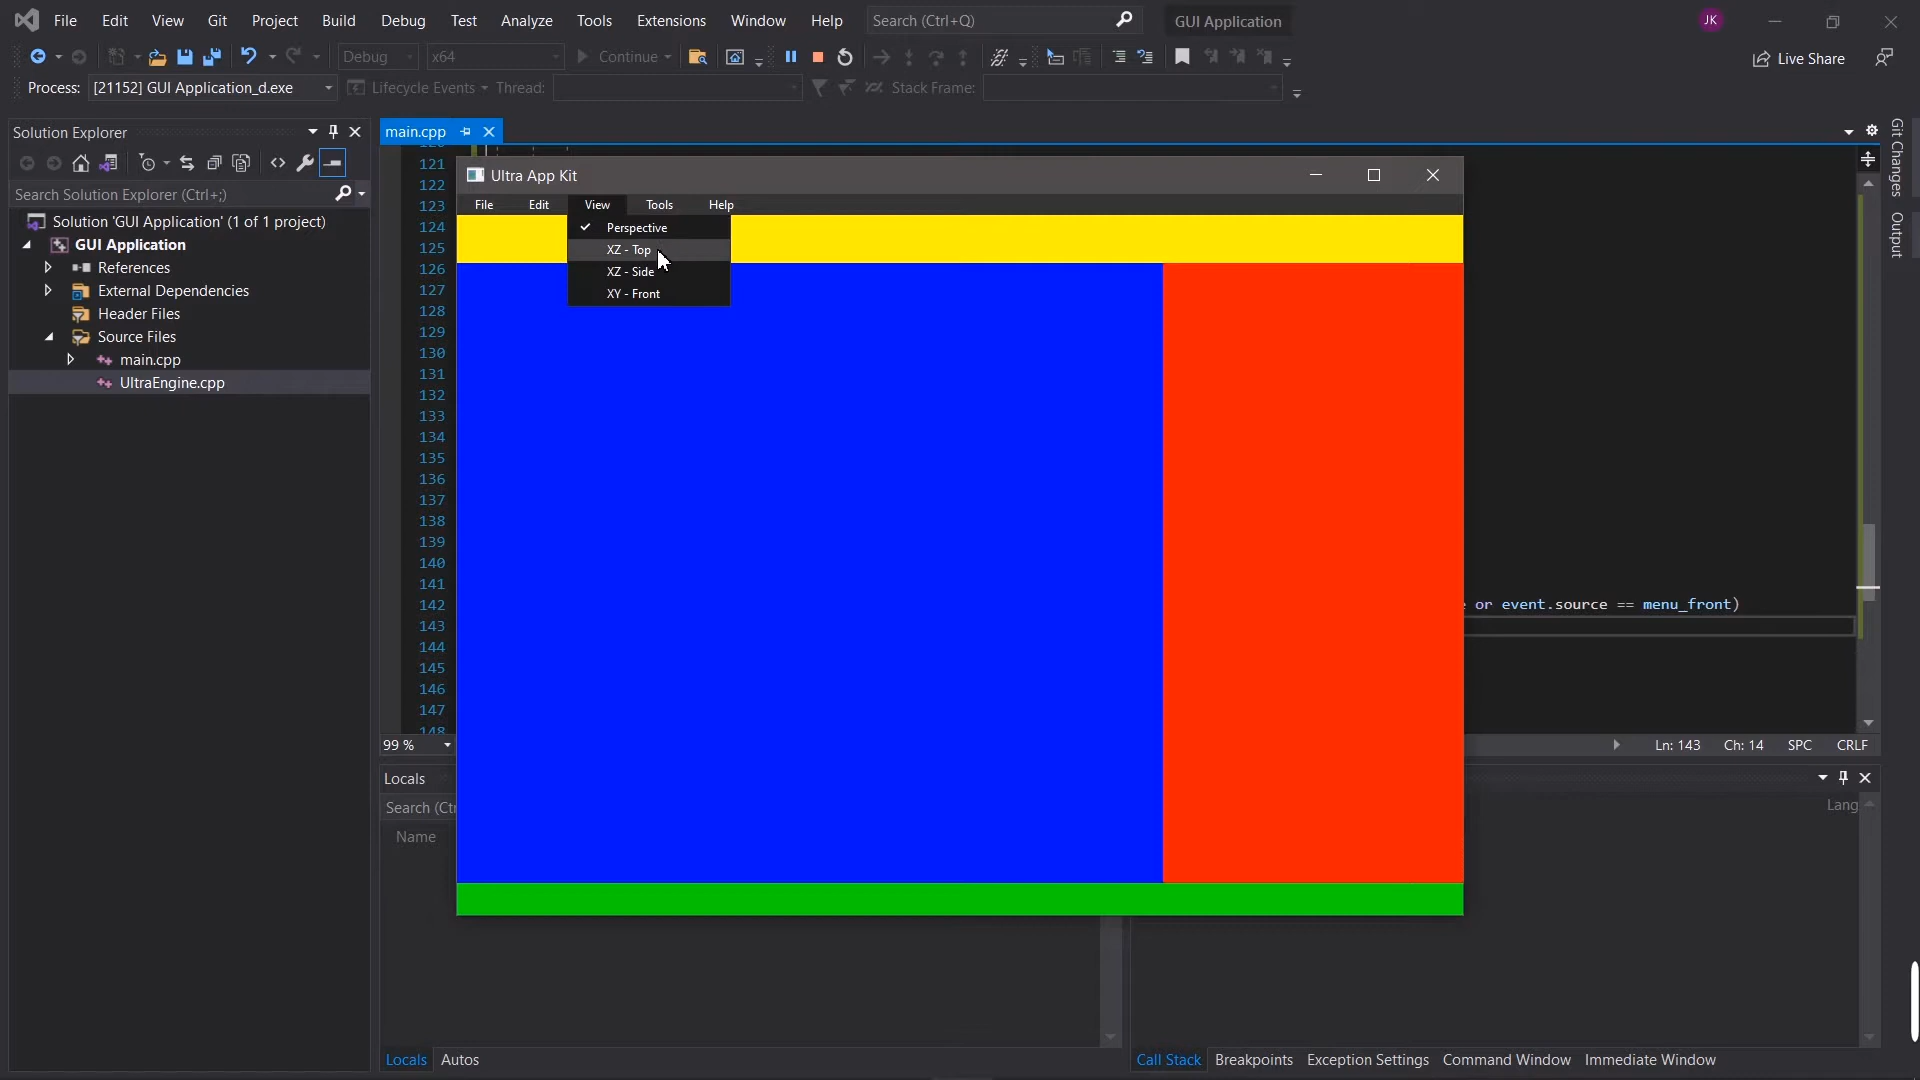 File Edit View Git Project Build Debug Test Analyze Tools Extensions Window Help Search (Ctrl+Q) GUI Application JK
Debug x64 Continue Live Share
Process: [21152] GUI Application_d.exe Lifecycle Events Thread: Stack Frame:
Solution Explorer
Search Solution Explorer (Ctrl+;)
Solution 'GUI Application' (1 of 1 project)
GUI Application
References
External Dependencies
Header Files
Source Files
main.cpp
UltraEngine.cpp
main.cpp
121
122
123
124
125
126
127
128
129
130
131
132
133
134
135
136
137
138
139
140
141
142 or event.source == menu_front)
143
144
145
146
147
148
Ultra App Kit
File Edit View Tools Help
Perspective
XZ - Top
XZ - Side
XY - Front
99 % Ln: 143 Ch: 14 SPC CRLF
Locals
Search (Ctr
Name
Lang
Locals Autos
Call Stack Breakpoints Exception Settings Command Window Immediate Window
Git Changes
Output